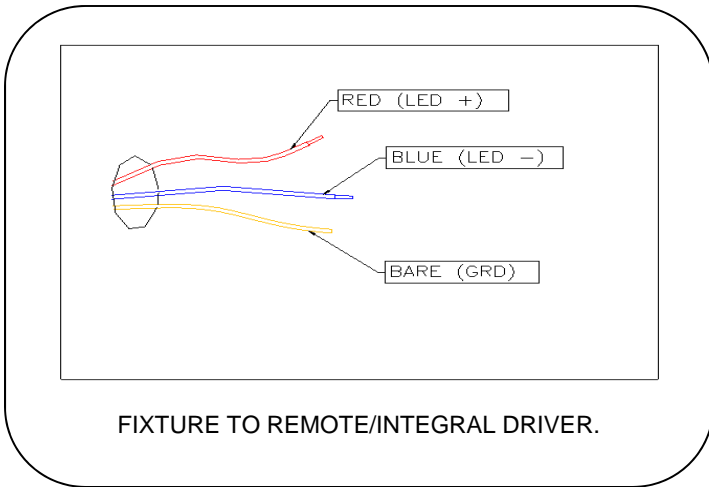 RED (LED +)
BLUE (LED -)
BARE (GRD)
FIXTURE TO REMOTE/INTEGRAL DRIVER.